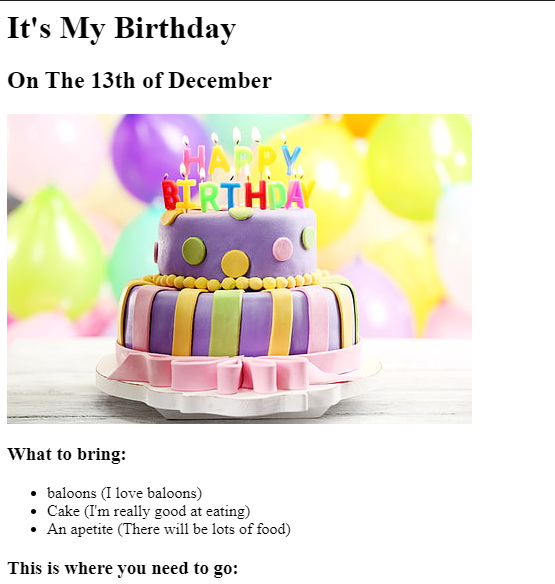 It's My Birthday
On The 13th of December
HAPPY
BIRTHDAY
What to bring:
baloons (I love baloons)
Cake (I'm really good at eating)
An apetite (There will be lots of food)
This is where you need to go: